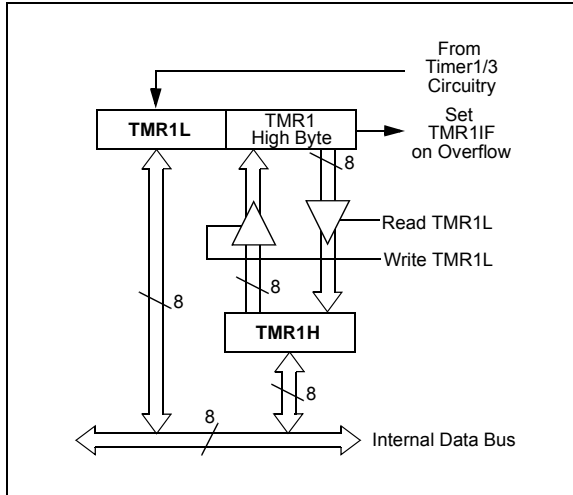 From
Timer1/3
Circuitry
TMR1L
TMR1
High Byte
Set
TMR1IF
on Overflow
8
Read TMR1L
Write TMR1L
8
8
TMR1H
8
8
Internal Data Bus